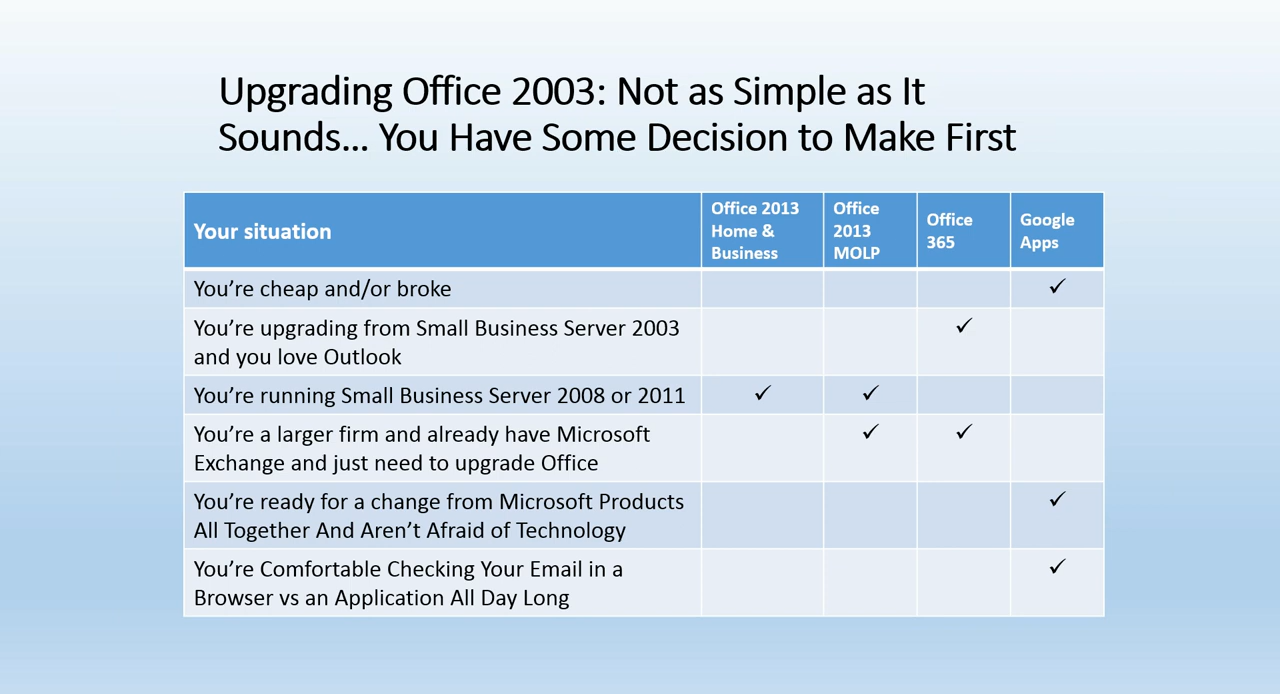 Upgrading Office 2003: Not as Simple as It
Sounds… You Have Some Decision to Make First
Your situation
Office 2013
Home &
Business
Office
2013
MOLP
Office
365
Google
Apps
You’re cheap and/or broke
✓
You’re upgrading from Small Business Server 2003
and you love Outlook
✓
You’re running Small Business Server 2008 or 2011
✓ ✓
You’re a larger firm and already have Microsoft
Exchange and just need to upgrade Office
✓ ✓
You’re ready for a change from Microsoft Products
All Together And Aren’t Afraid of Technology
✓
You’re Comfortable Checking Your Email in a
Browser vs an Application All Day Long
✓